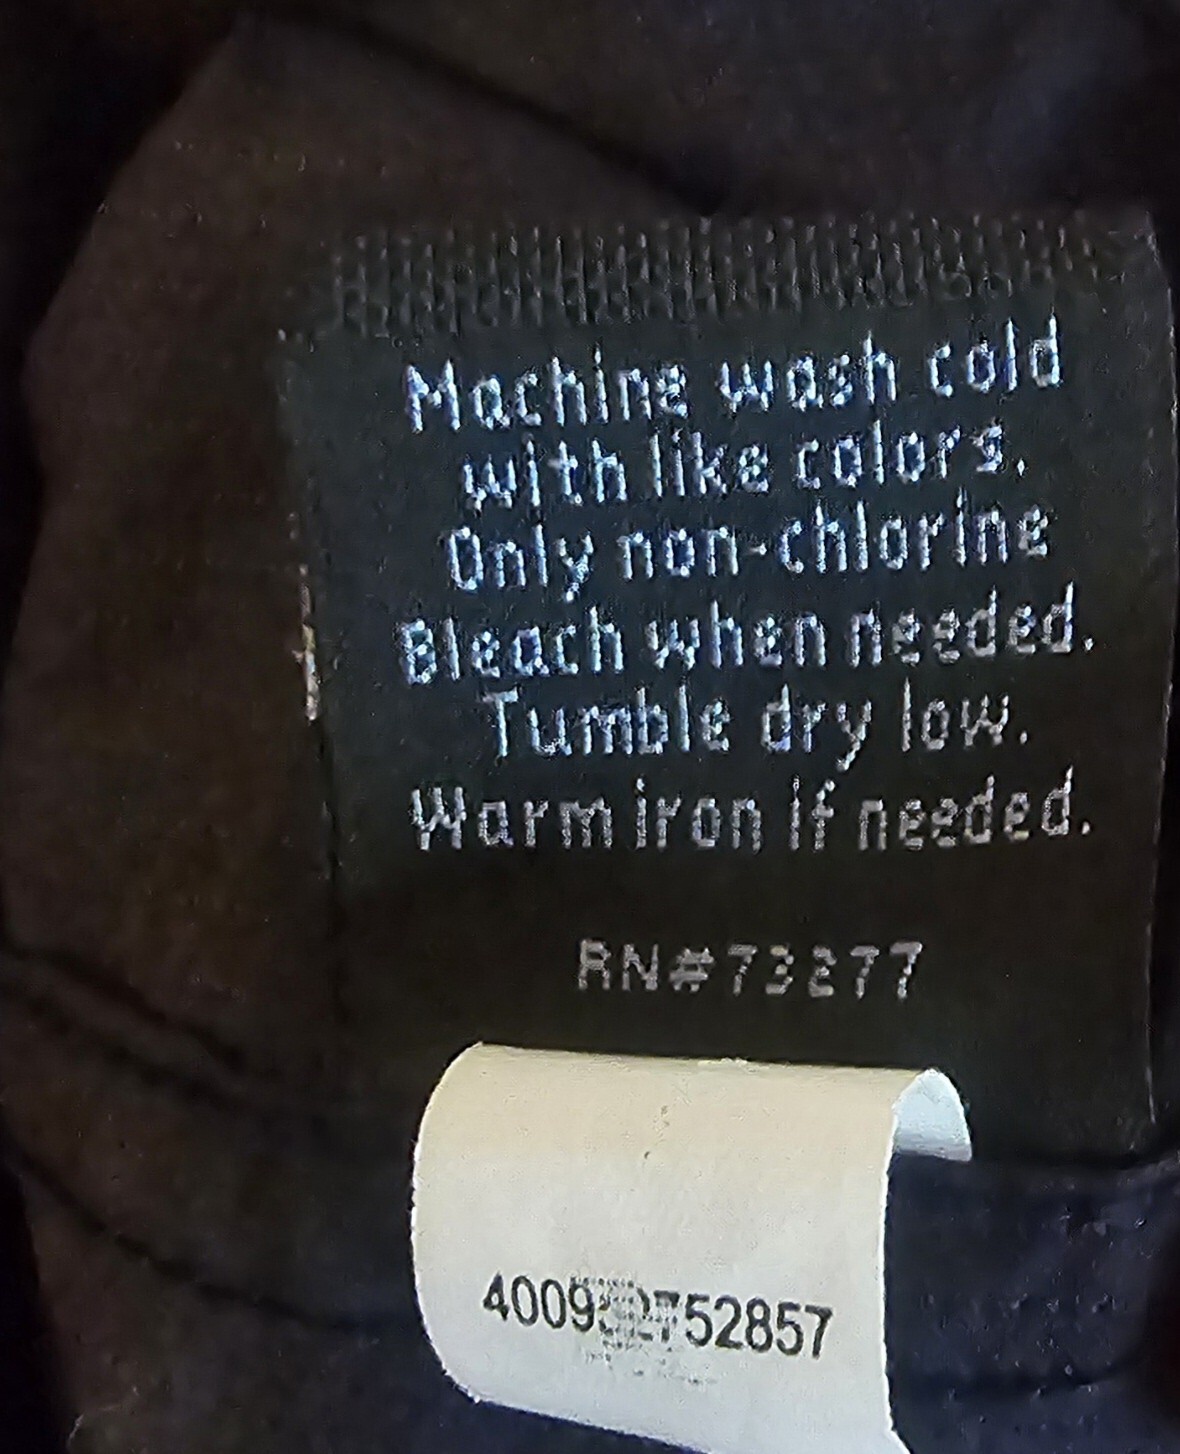 Machine wash cold
with like colors.
Only non-chlorine
Bleach when needed.
Tumble dry low.
Warm iron if needed.
RN#73277